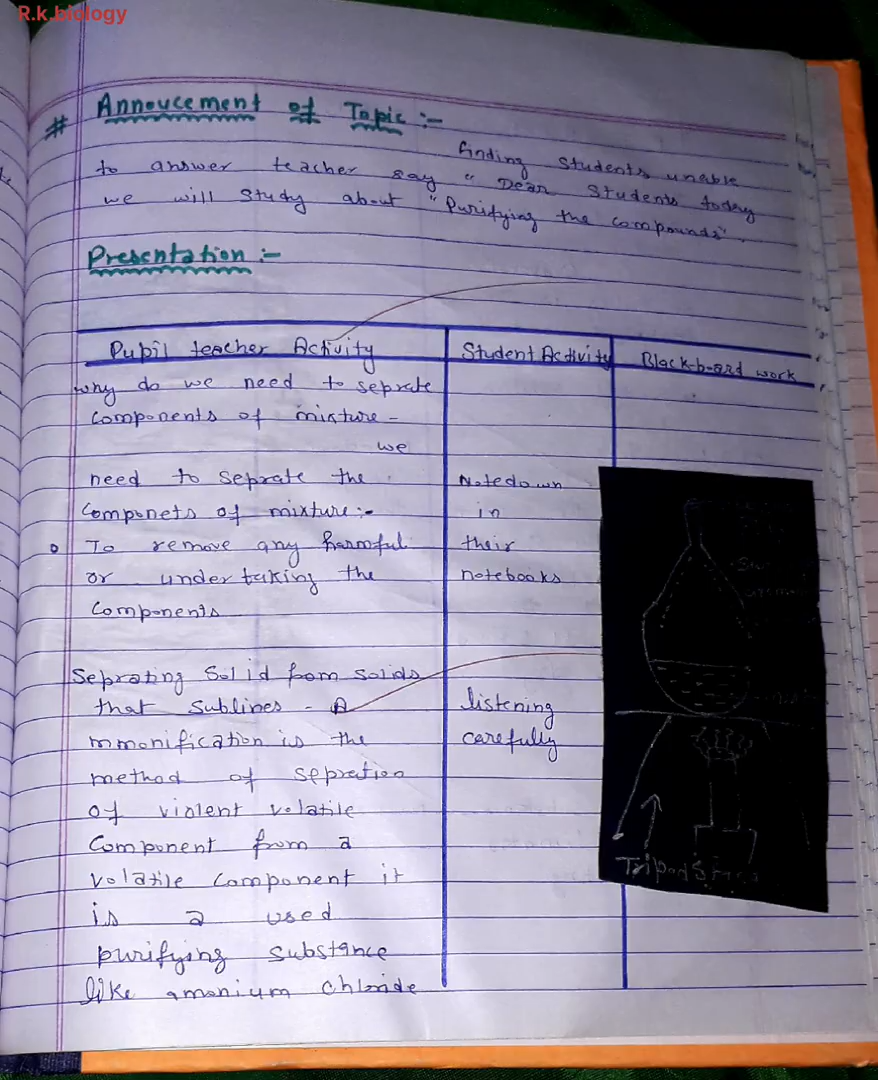 R.k.biology
# Annoucement of Topic :-
finding students unable
to answer teacher say " Dear students today
we will study about "Purifying the compounds".
Presentation :-
Pupil teacher Activity
why do we need to seprate
components of mixture -
we
need to seprate the
Componets of mixture :-
To remove any harmful
or under taking the
Components
Seprating Solid from solids
that sublines - A
mmonification is the
method of sepretion
of violent volatile
Component from a
volatile component it
is a used
purifying substance
like amonium chloride
Student Activity
Notedown
in
their
notebooks
listening
carefully
Black-board work
Tripod